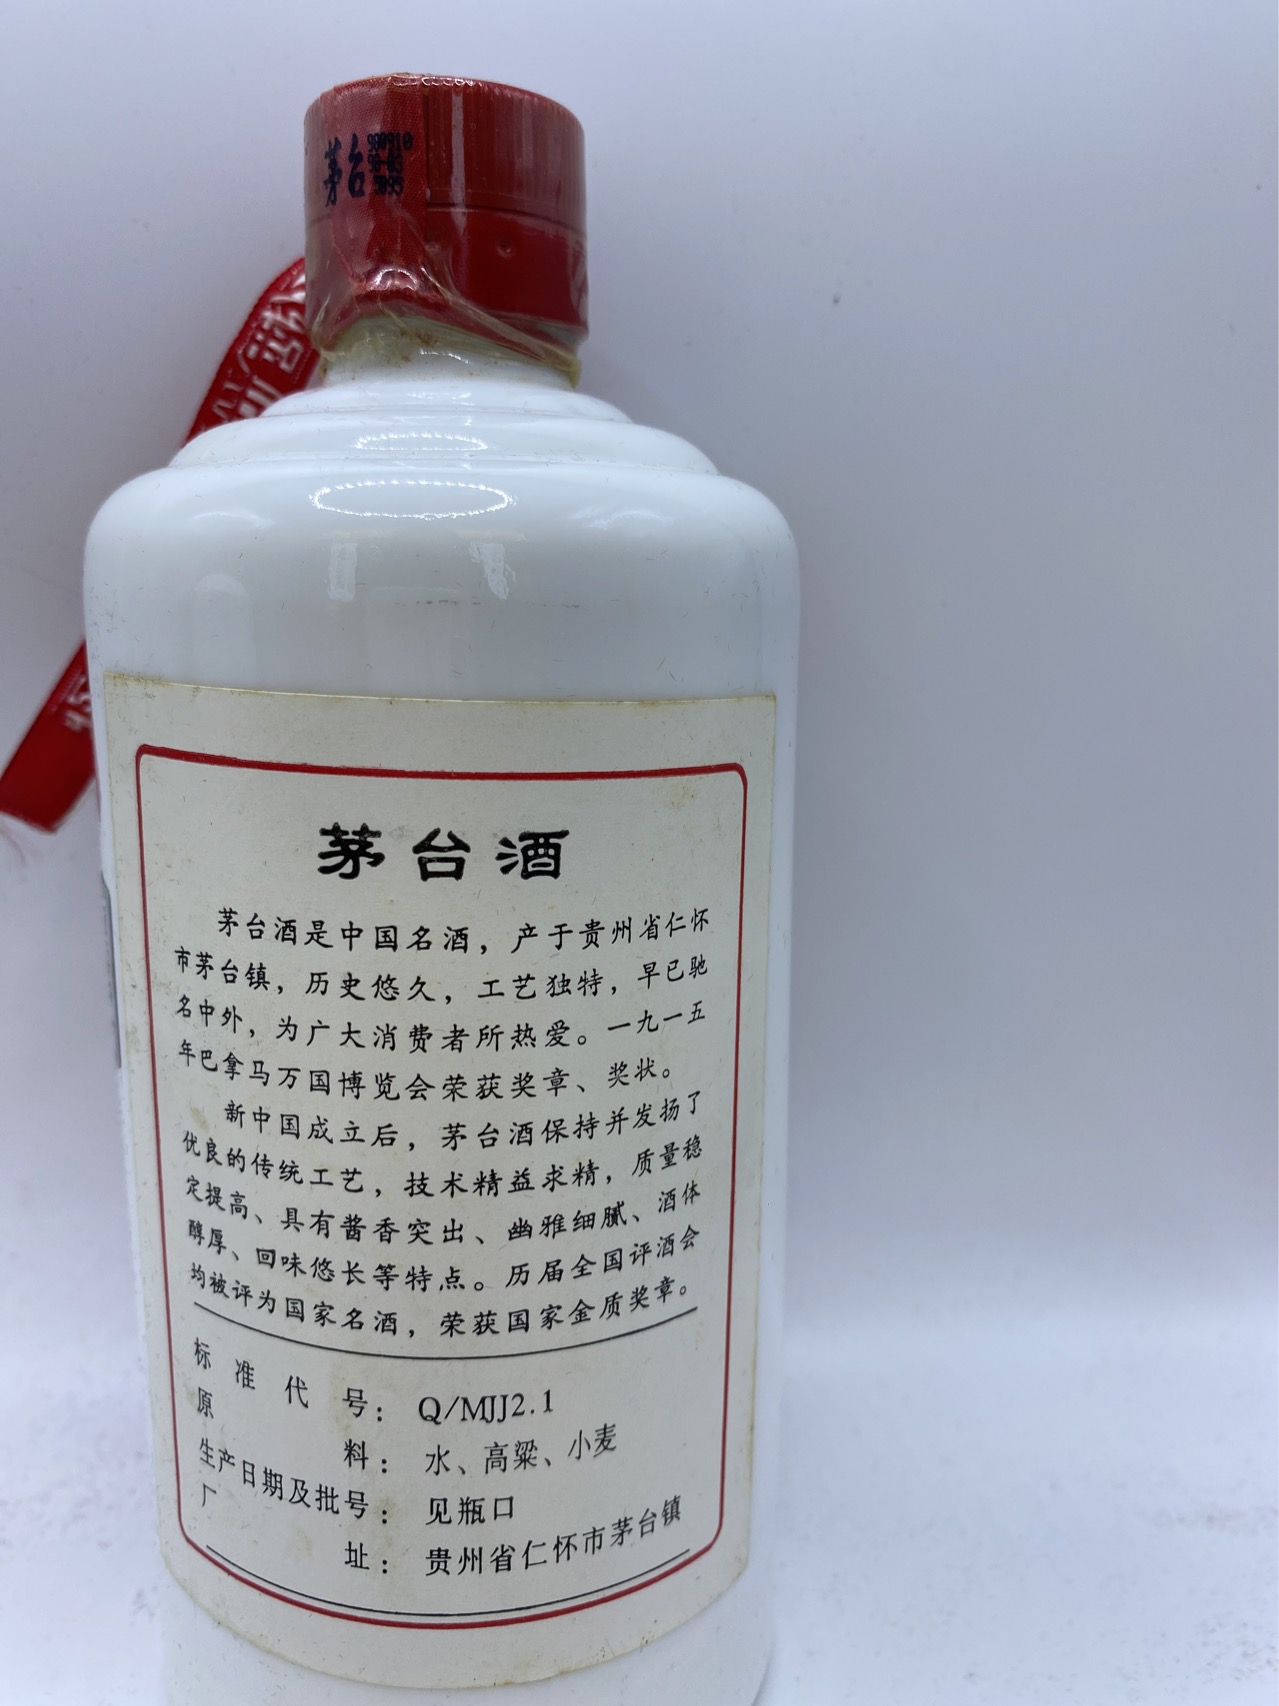 茅台
茅台酒
茅台酒是中国名酒，产于贵州省仁怀
市茅台镇，历史悠久，工艺独特，早已驰
名中外，为广大消费者所热爱。一九一五
年巴拿马万国博览会荣获奖章、奖状。
新中国成立后，茅台酒保持并发扬了
优良的传统工艺，技术精益求精，质量稳
定提高、具有酱香突出、幽雅细腻、酒体
醇厚、回味悠长等特点。历届全国评酒会
均被评为国家名酒，荣获国家金质奖章。
标准代号：Q/MJJ2.1
原料：水、高粱、小麦
生产日期及批号：见瓶口
厂址：贵州省仁怀市茅台镇